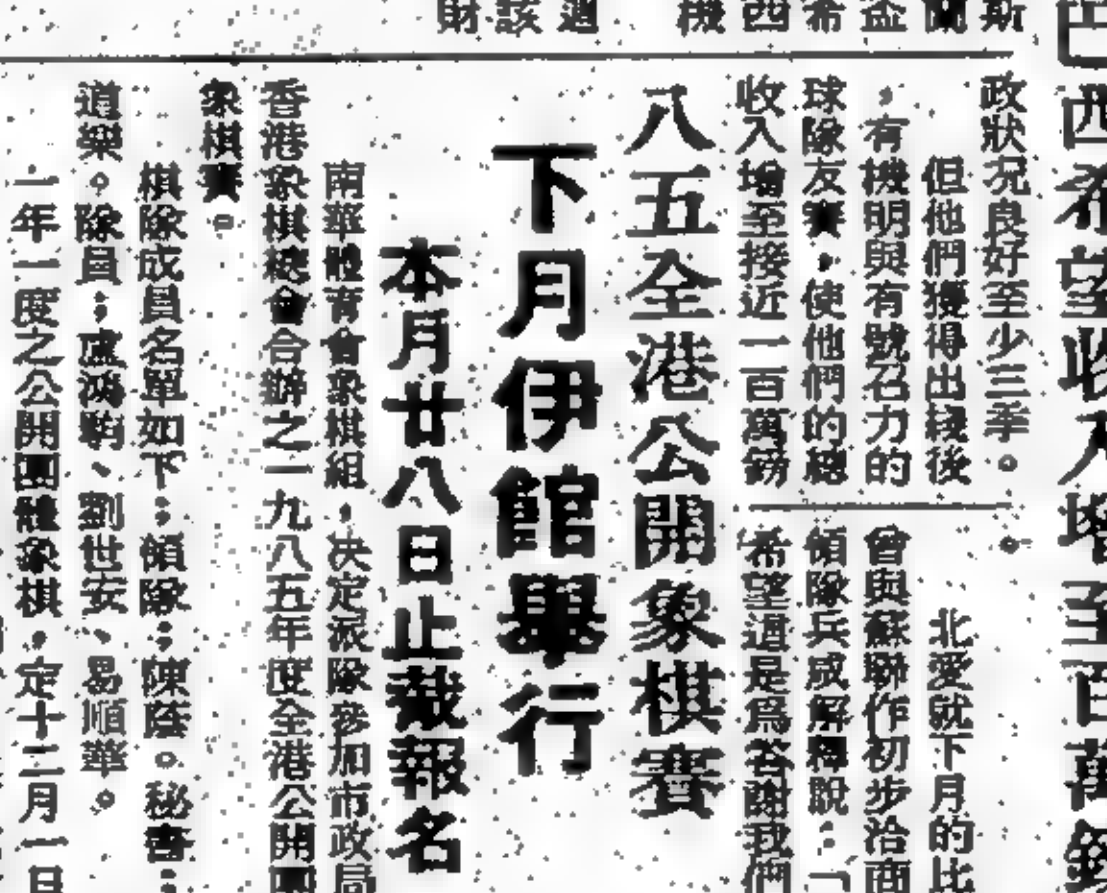 斯蘭盃希西機
週該財
巴西希望收入增至百萬鎊
政狀況良好至少三季。
但他們獲得出綫後
,有機明與有號召力的
球隊友賽,使他們的總
收入增至接近一百萬鎊
。
北愛就下月的比
曾與蘇聯作初步洽商
領隊兵咸解釋說:「
希望這是為答謝我們
八五全港公開象棋賽
下月伊館舉行
本月廿八日止截報名
南華體育會象棋組,決定派隊參加市政局
香港象棋總會合辦之一九八五年度全港公開團
象棋賽。
棋隊成員名單如下:領隊:陳蔭。秘書:
道樂。隊員:盧鴻駒、劉世安、易順華。
一年一度之公開團體象棋,定十二月一日